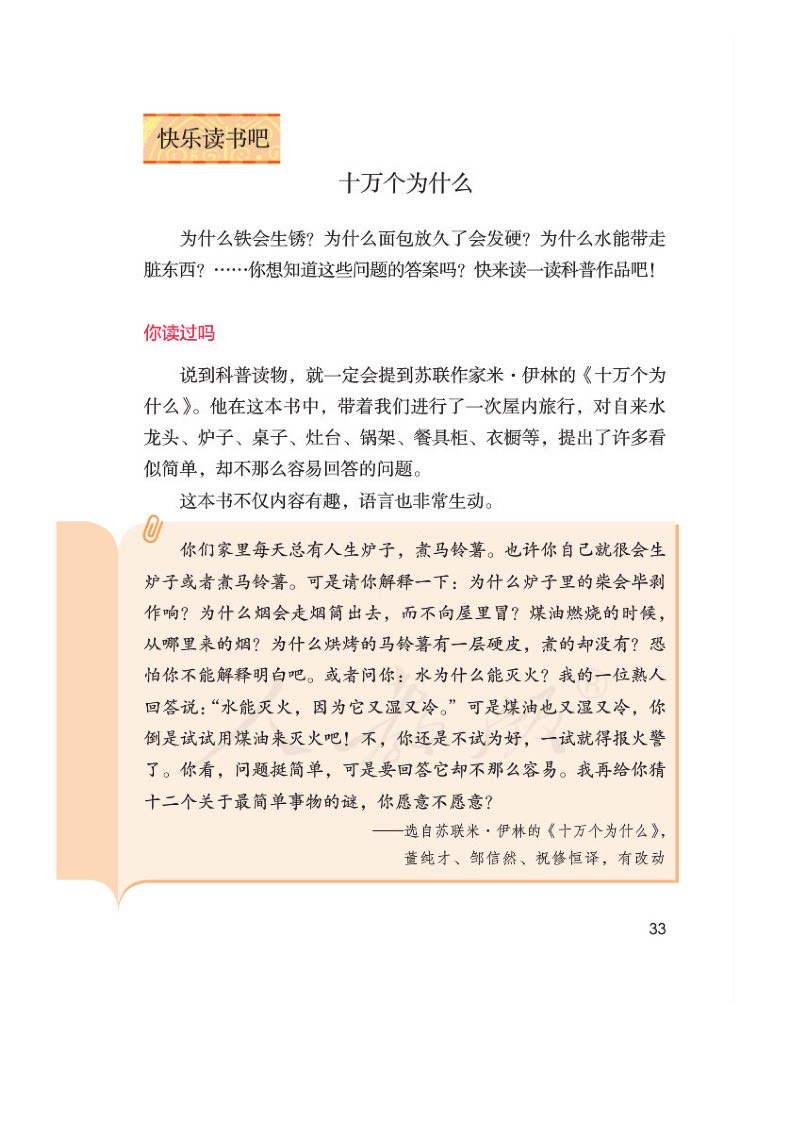 快乐读书吧
十万个为什么
为什么铁会生锈？为什么面包放久了会发硬？为什么水能带走
脏东西？……你想知道这些问题的答案吗？快来读一读科普作品吧！
你读过吗
说到科普读物，就一定会提到苏联作家米·伊林的《十万个为
什么》。他在这本书中，带着我们进行了一次屋内旅行，对自来水
龙头、炉子、桌子、灶台、锅架、餐具柜、衣橱等，提出了许多看
似简单，却不那么容易回答的问题。
这本书不仅内容有趣，语言也非常生动。
你们家里每天总有人生炉子，煮马铃薯。也许你自己就很会生
炉子或者煮马铃薯。可是请你解释一下：为什么炉子里的柴会毕剥
作响？为什么烟会走烟筒出去，而不向屋里冒？煤油燃烧的时候，
从哪里来的烟？为什么烘烤的马铃薯有一层硬皮，煮的却没有？恐
怕你不能解释明白吧。或者问你：水为什么能灭火？我的一位熟人
回答说：“水能灭火，因为它又湿又冷。”可是煤油也又湿又冷，你
倒是试试用煤油来灭火吧！不，你还是不试为好，一试就得报火警
了。你看，问题挺简单，可是要回答它却不那么容易。我再给你猜
十二个关于最简单事物的谜，你愿意不愿意？
——选自苏联米·伊林的《十万个为什么》，
董纯才、邹信然、祝修恒译，有改动
人教版®
33